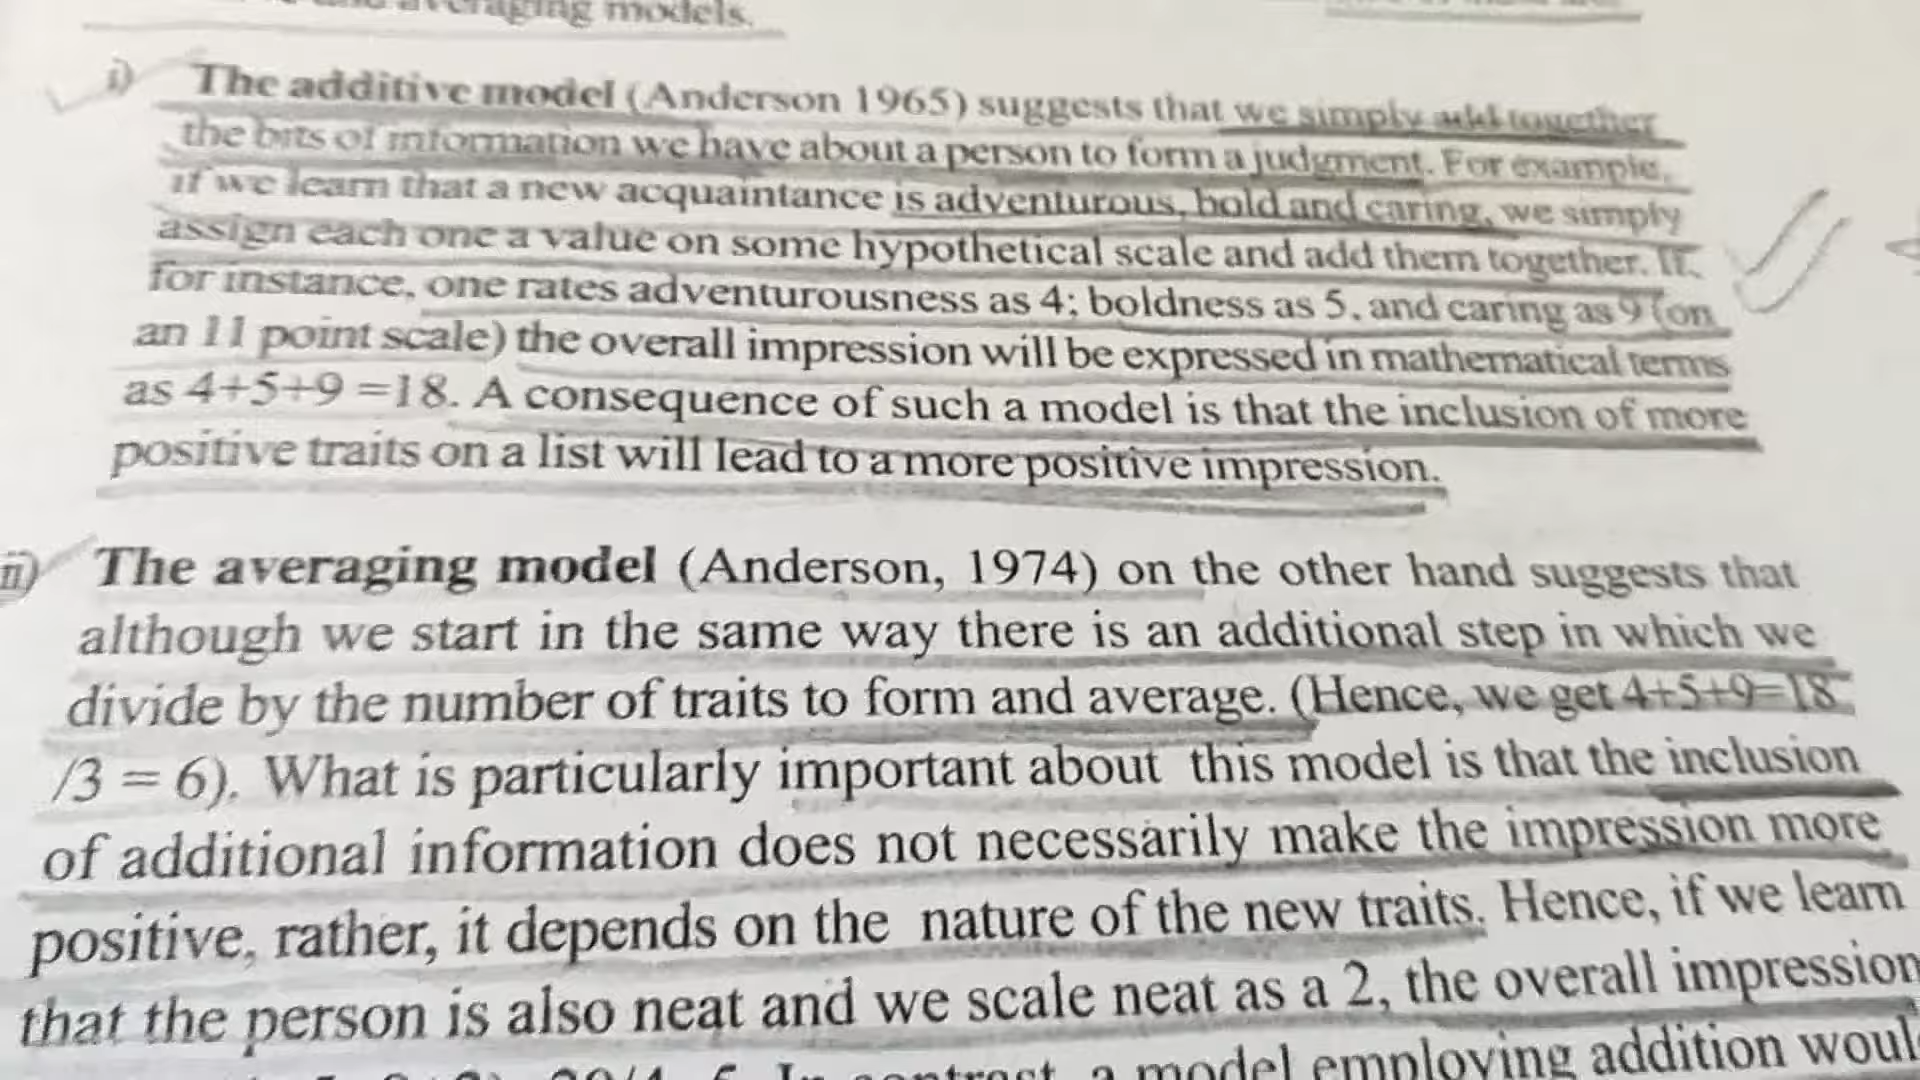 averaging models.
i) The additive model (Anderson 1965) suggests that we simply add together
the bits of information we have about a person to form a judgment. For example,
if we learn that a new acquaintance is adventurous, bold and caring, we simply
assign each one a value on some hypothetical scale and add them together. If,
for instance, one rates adventurousness as 4; boldness as 5, and caring as 9 (on
an 11 point scale) the overall impression will be expressed in mathematical terms
as 4+5+9 =18. A consequence of such a model is that the inclusion of more
positive traits on a list will lead to a more positive impression.
ii) The averaging model (Anderson, 1974) on the other hand suggests that
although we start in the same way there is an additional step in which we
divide by the number of traits to form and average. (Hence, we get 4+5+9=18
/3 = 6). What is particularly important about this model is that the inclusion
of additional information does not necessarily make the impression more
positive, rather, it depends on the nature of the new traits. Hence, if we learn
that the person is also neat and we scale neat as a 2, the overall impression
In contrast, a model employing addition would